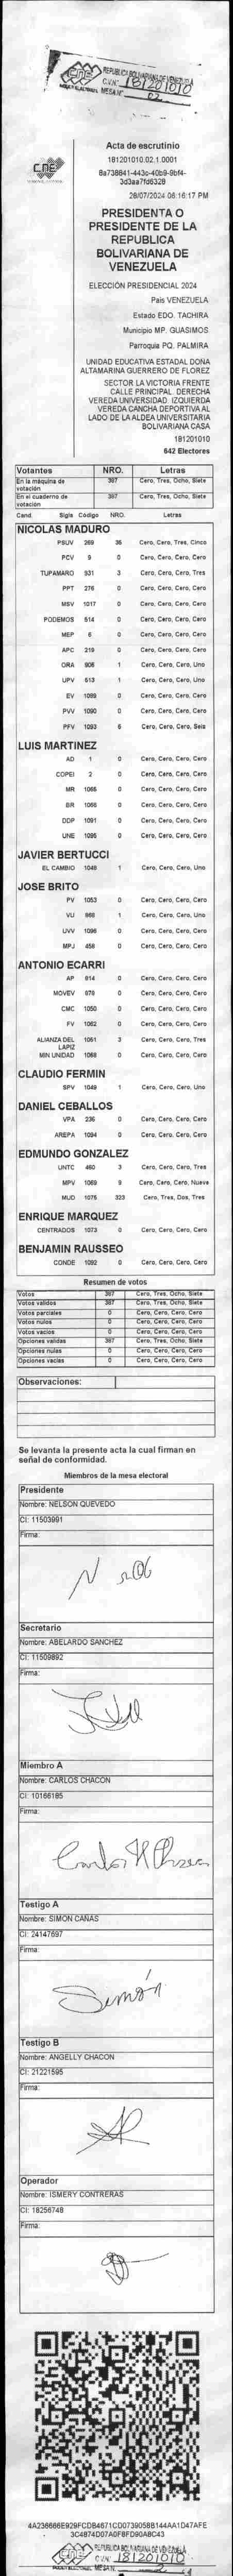 CNE REPUBLICA BOLIVARIANA DE VENEZUELA
C.V.N°: 181201010
MESA N° 02
Acta de escrutinio
CNE
181201010.02.1.0001
28/07/2024 06:16:17 PM
PRESIDENTA O
PRESIDENTE DE LA
REPUBLICA
BOLIVARIANA DE
VENEZUELA
ELECCIÓN PRESIDENCIAL 2024
Pais VENEZUELA
Estado EDO. TACHIRA
Municipio MP. GUASIMOS
Parroquia PQ. PALMIRA
UNIDAD EDUCATIVA ESTADAL DOÑA
ALTAMARINA GUERRERO DE FLOREZ
SECTOR LA VICTORIA FRENTE
CALLE PRINCIPAL. DERECHA
VEREDA UNIVERSIDAD. IZQUIERDA
VEREDA CANCHA DEPORTIVA AL
LADO DE LA ALDEA UNIVERSITARIA
BOLIVARIANA CASA
181201010
642 Electores
Votantes NRO. Letras
En la máquina de votación 387 Cero, Tres, Ocho, Siete
En el cuaderno de votación 387 Cero, Tres, Ocho, Siete
Cand. Sigla Código NRO. Letras
NICOLAS MADURO
PSUV 269 35 Cero, Cero, Tres, Cinco
PCV 9 0 Cero, Cero, Cero, Cero
TUPAMARO 931 3 Cero, Cero, Cero, Tres
PPT 276 0 Cero, Cero, Cero, Cero
MSV 1017 0 Cero, Cero, Cero, Cero
PODEMOS 514 0 Cero, Cero, Cero, Cero
MEP 6 0 Cero, Cero, Cero, Cero
APC 219 0 Cero, Cero, Cero, Cero
ORA 906 1 Cero, Cero, Cero, Uno
UPV 613 1 Cero, Cero, Cero, Uno
EV 1089 0 Cero, Cero, Cero, Cero
PVV 1090 0 Cero, Cero, Cero, Cero
PFV 1093 6 Cero, Cero, Cero, Seis
LUIS MARTINEZ
AD 1 0 Cero, Cero, Cero, Cero
COPEI 2 0 Cero, Cero, Cero, Cero
MR 1065 0 Cero, Cero, Cero, Cero
BR 1088 0 Cero, Cero, Cero, Cero
DDP 1091 0 Cero, Cero, Cero, Cero
UNE 1095 0 Cero, Cero, Cero, Cero
JAVIER BERTUCCI
EL CAMBIO 1048 1 Cero, Cero, Cero, Uno
JOSE BRITO
PV 1053 0 Cero, Cero, Cero, Cero
VU 868 1 Cero, Cero, Cero, Uno
UVV 1096 0 Cero, Cero, Cero, Cero
MPJ 458 0 Cero, Cero, Cero, Cero
ANTONIO ECARRI
AP 914 0 Cero, Cero, Cero, Cero
MOVEV 979 0 Cero, Cero, Cero, Cero
CMC 1050 0 Cero, Cero, Cero, Cero
FV 1062 0 Cero, Cero, Cero, Cero
ALIANZA DEL LAPIZ 1051 3 Cero, Cero, Cero, Tres
MIN UNIDAD 1068 0 Cero, Cero, Cero, Cero
CLAUDIO FERMIN
SPV 1049 1 Cero, Cero, Cero, Uno
DANIEL CEBALLOS
VPA 236 0 Cero, Cero, Cero, Cero
AREPA 1094 0 Cero, Cero, Cero, Cero
EDMUNDO GONZALEZ
UNTC 460 3 Cero, Cero, Cero, Tres
MPV 1069 9 Cero, Cero, Cero, Nueve
MUD 1075 323 Cero, Tres, Dos, Tres
ENRIQUE MARQUEZ
CENTRADOS 1073 0 Cero, Cero, Cero, Cero
BENJAMIN RAUSSEO
CONDE 1092 0 Cero, Cero, Cero, Cero
Resumen de votos
Votos 387 Cero, Tres, Ocho, Siete
Votos validos 387 Cero, Tres, Ocho, Siete
Votos parciales 0 Cero, Cero, Cero, Cero
Votos nulos 0 Cero, Cero, Cero, Cero
Votos vacios 0 Cero, Cero, Cero, Cero
Opciones validas 387 Cero, Tres, Ocho, Siete
Opciones nulas 0 Cero, Cero, Cero, Cero
Opciones vacias 0 Cero, Cero, Cero, Cero
Observaciones:
Se levanta la presente acta la cual firman en
señal de conformidad.
Miembros de la mesa electoral
Presidente
Nombre: NELSON QUEVEDO
CI: 11503991
Firma:
Secretario
Nombre: ABELARDO SANCHEZ
CI: 11509892
Firma:
Miembro A
Nombre: CARLOS CHACON
CI: 10166185
Firma:
Testigo A
Nombre: SIMON CAÑAS
CI: 24147697
Firma:
Simón
Testigo B
Nombre: ANGELLY CHACON
CI: 21221595
Firma:
Operador
Nombre: ISMERY CONTRERAS
CI: 18256748
Firma:
4A236666E929FCDB4671CD0739058B144AA1D47AFE
3C4874D07A0F8FD90A8C43
CNE REPUBLICA BOLIVARIANA DE VENEZUELA
C.V.N°: 181201010